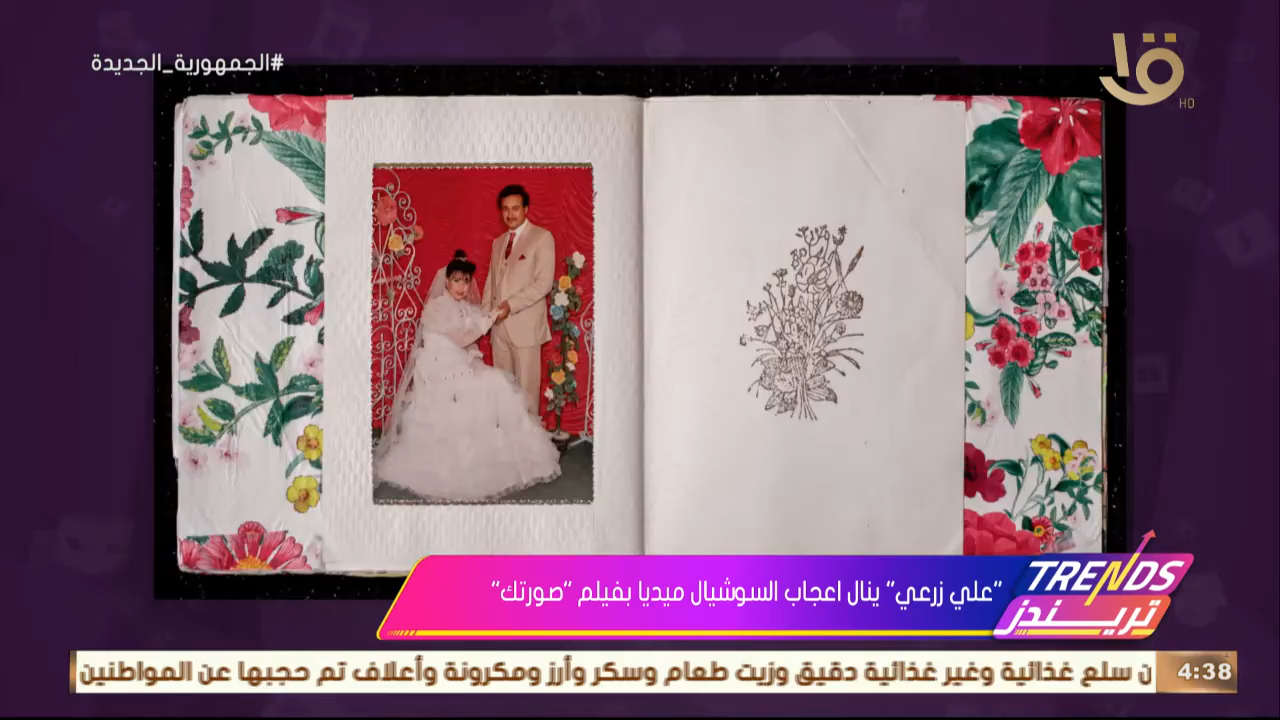 #الجمهورية_الجديدة
HD
TRENDS
تريندز
"علي زرعي" ينال اعجاب السوشيال ميديا بفيلم "صورتك"
ن سلع غذائية وغير غذائية دقيق وزيت طعام وسكر وأرز ومكرونة وأعلاف تم حجبها عن المواطنين
4:38